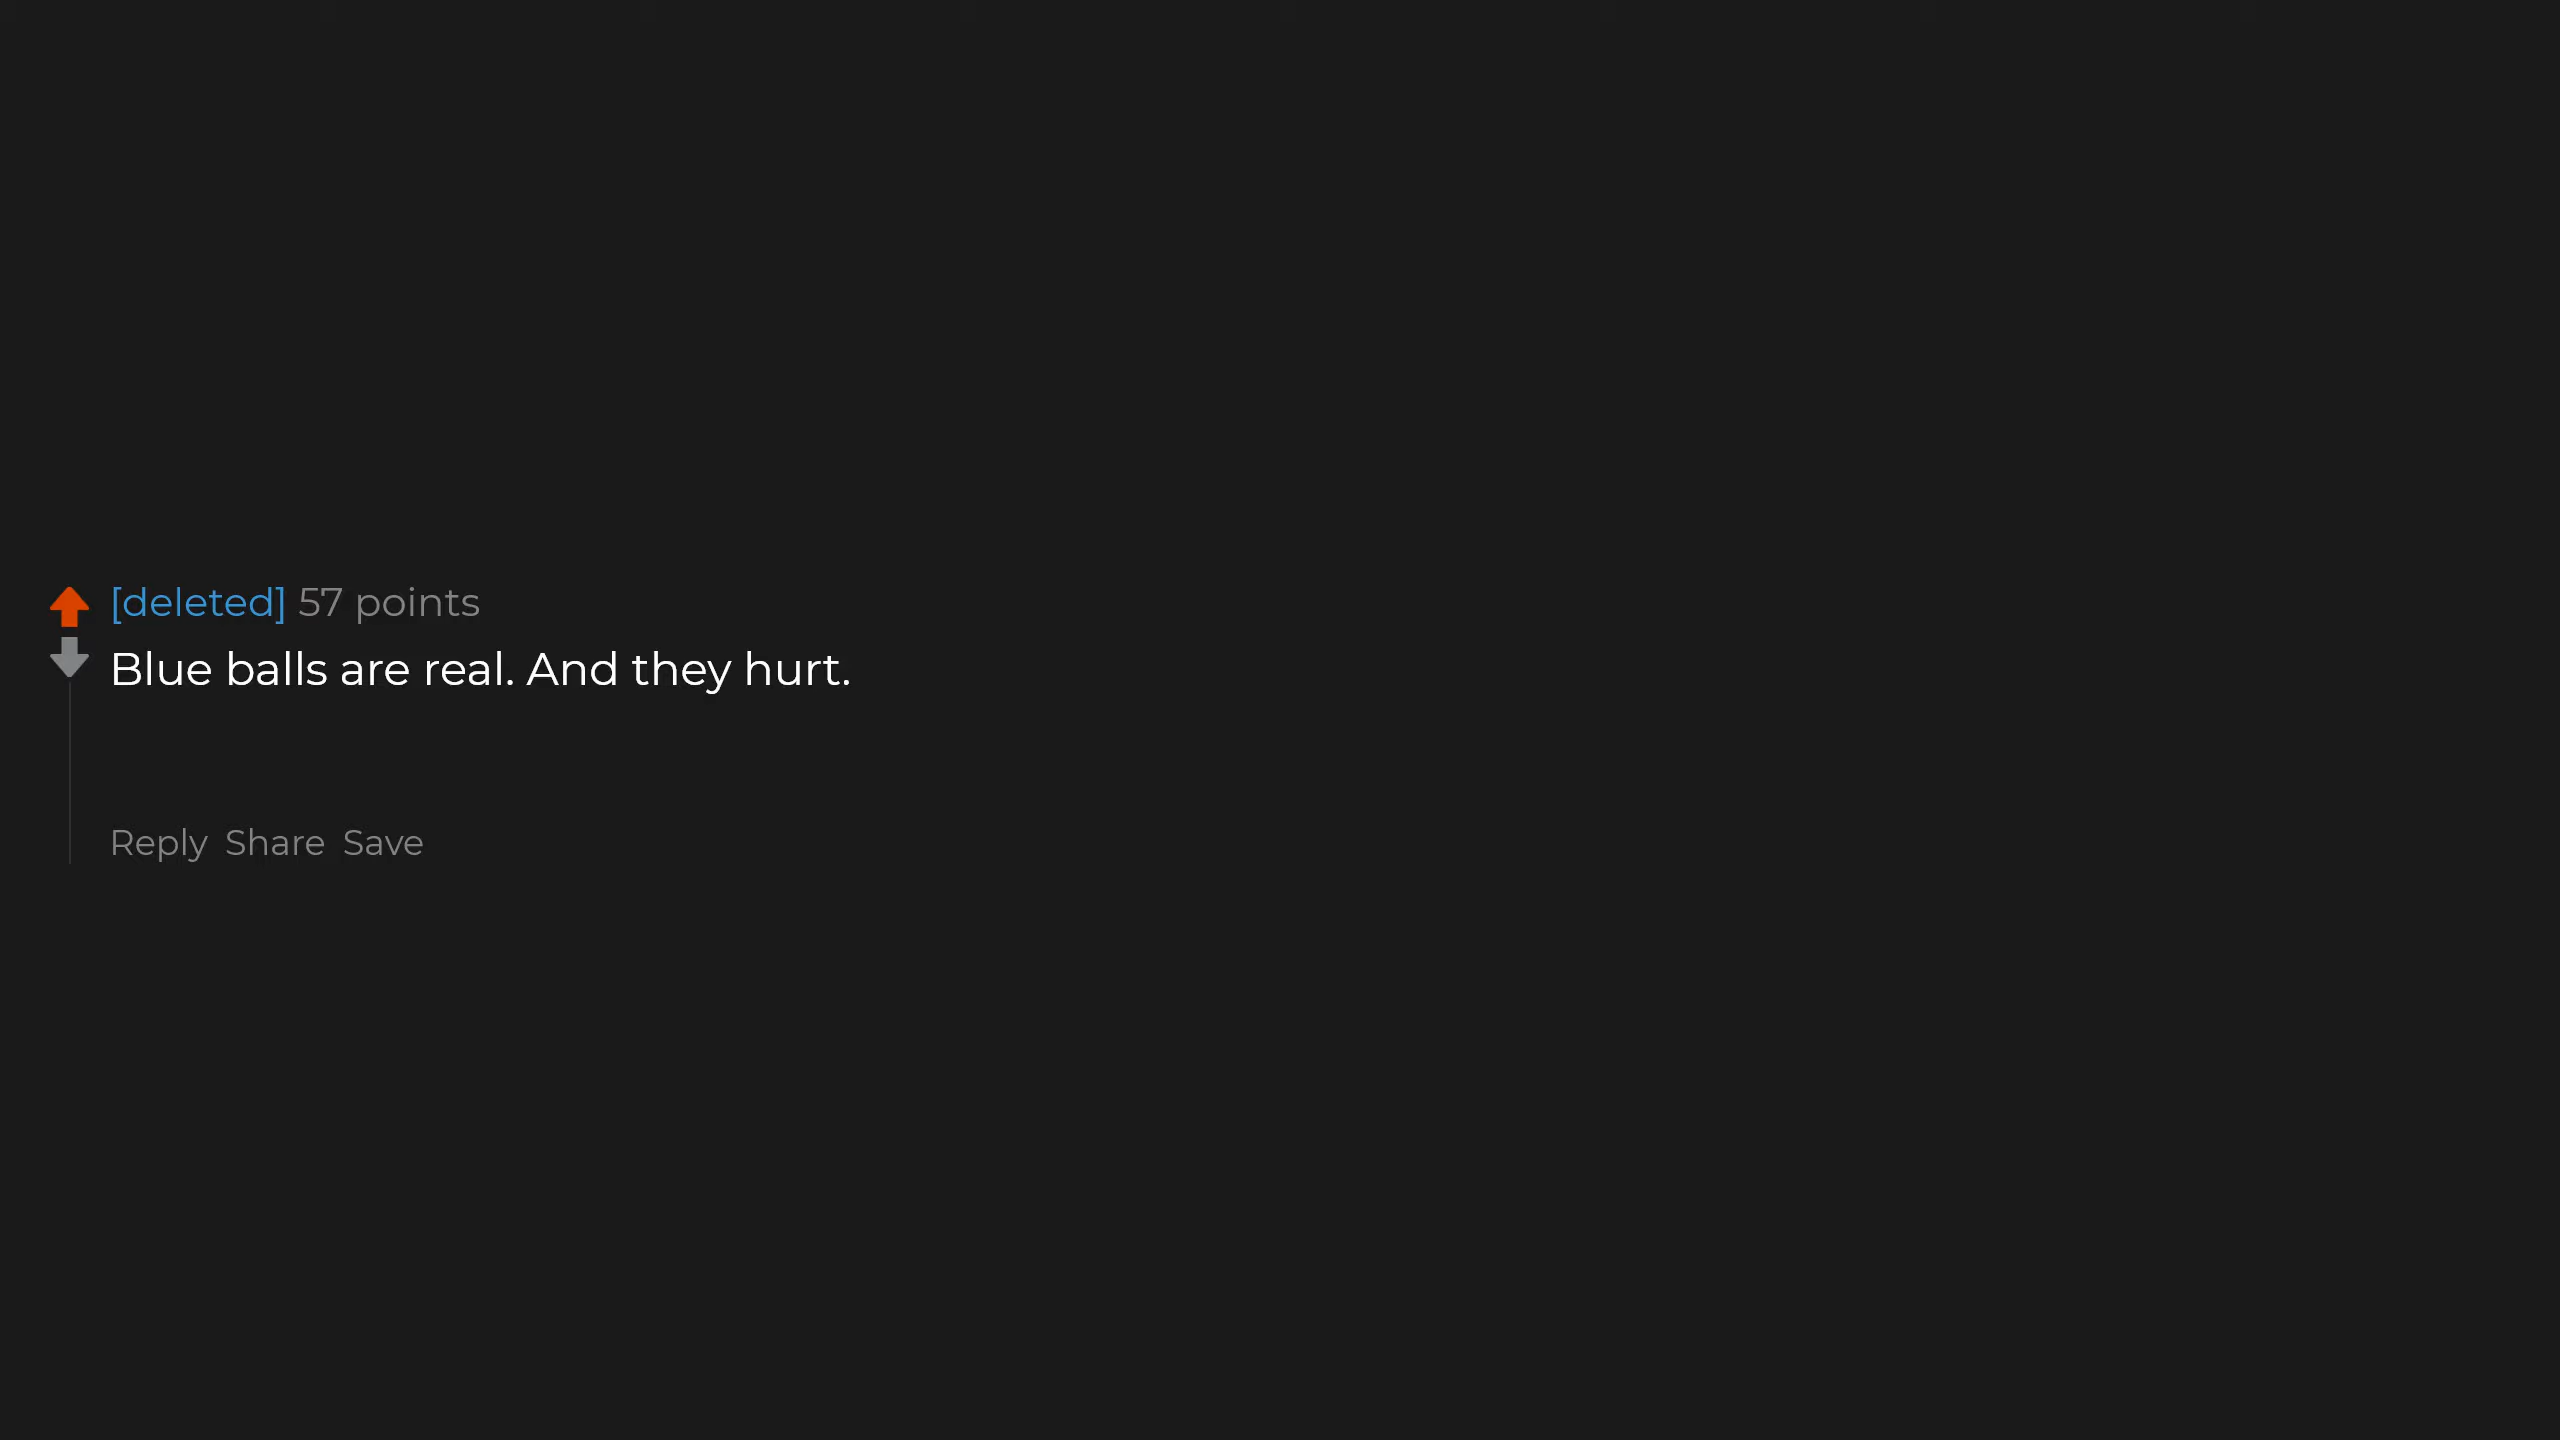 [deleted] 57 points
Blue balls are real. And they hurt.
Reply Share Save